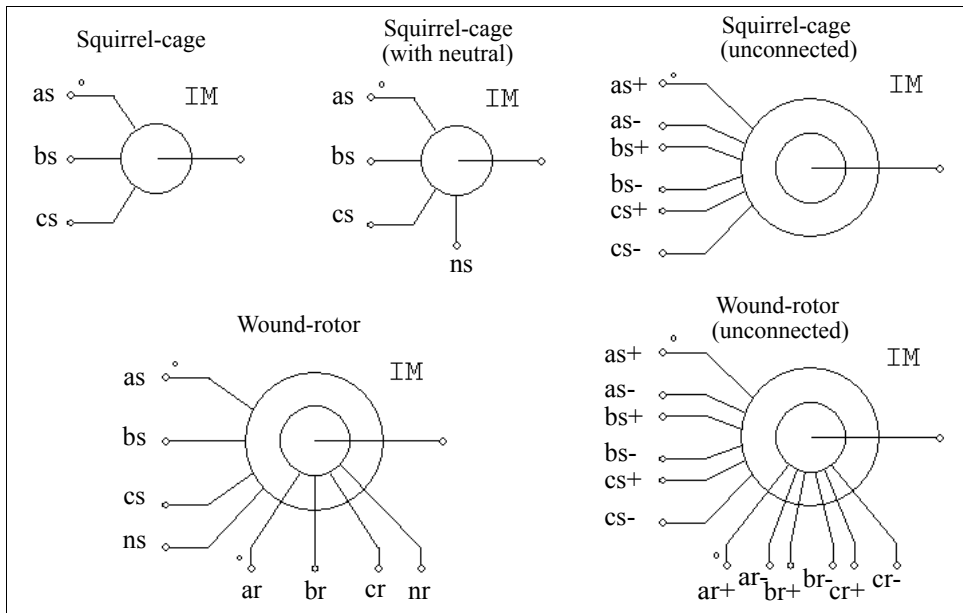 Squirrel-cage
as
bs
cs
IM
Squirrel-cage
(with neutral)
as
bs
cs
ns
IM
Squirrel-cage
(unconnected)
as+
as-
bs+
bs-
cs+
cs-
IM
Wound-rotor
as
bs
cs
ns
IM
ar br cr nr
Wound-rotor
(unconnected)
as+
as-
bs+
bs-
cs+
cs-
IM
ar+ ar- br+ br- cr+ cr-